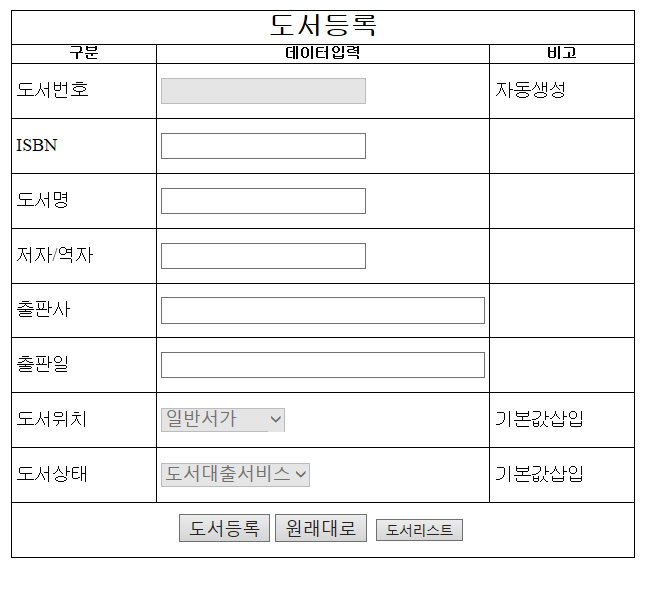 도서등록
구분 데이터입력 비고
도서번호 자동생성
ISBN
도서명
저자/역자
출판사
출판일
도서위치 일반서가 기본값삽입
도서상태 도서대출서비스 기본값삽입
도서등록 원래대로 도서리스트